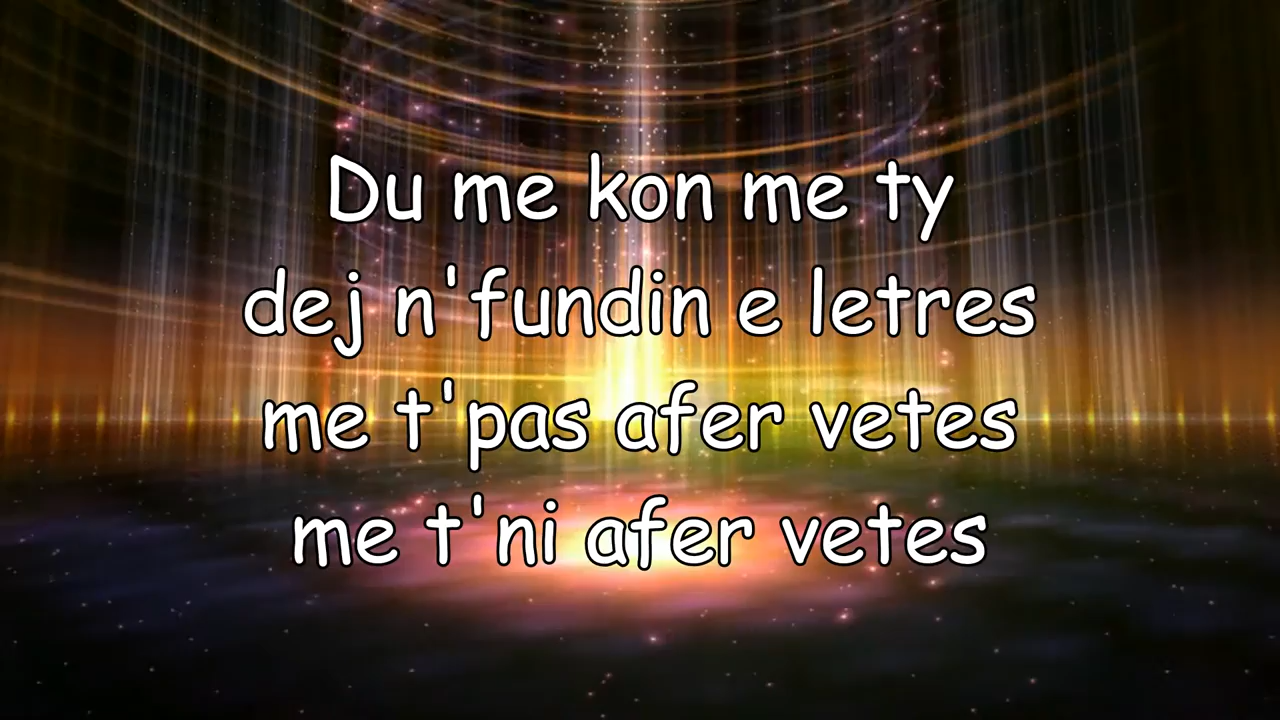 Du me kon me ty
dej n'fundin e letres
me t'pas afer vetes
me t'ni afer vetes